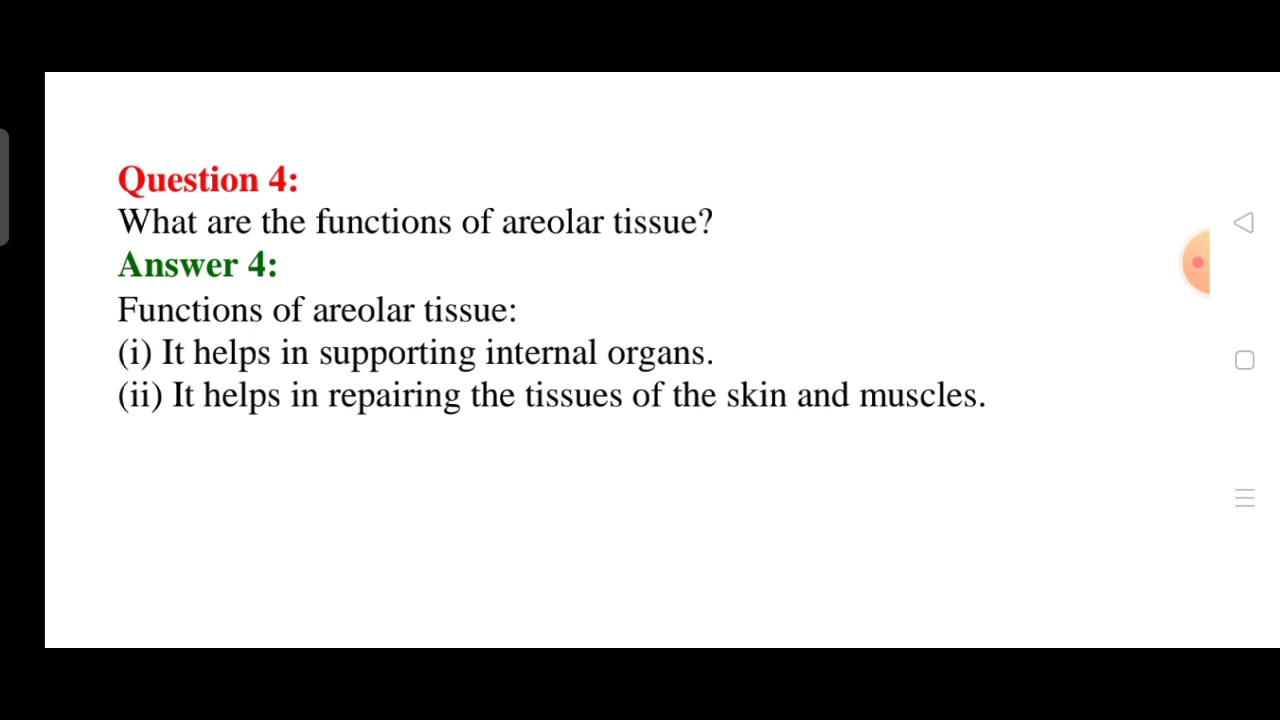 Question 4:
What are the functions of areolar tissue?
Answer 4:
Functions of areolar tissue:
(i) It helps in supporting internal organs.
(ii) It helps in repairing the tissues of the skin and muscles.